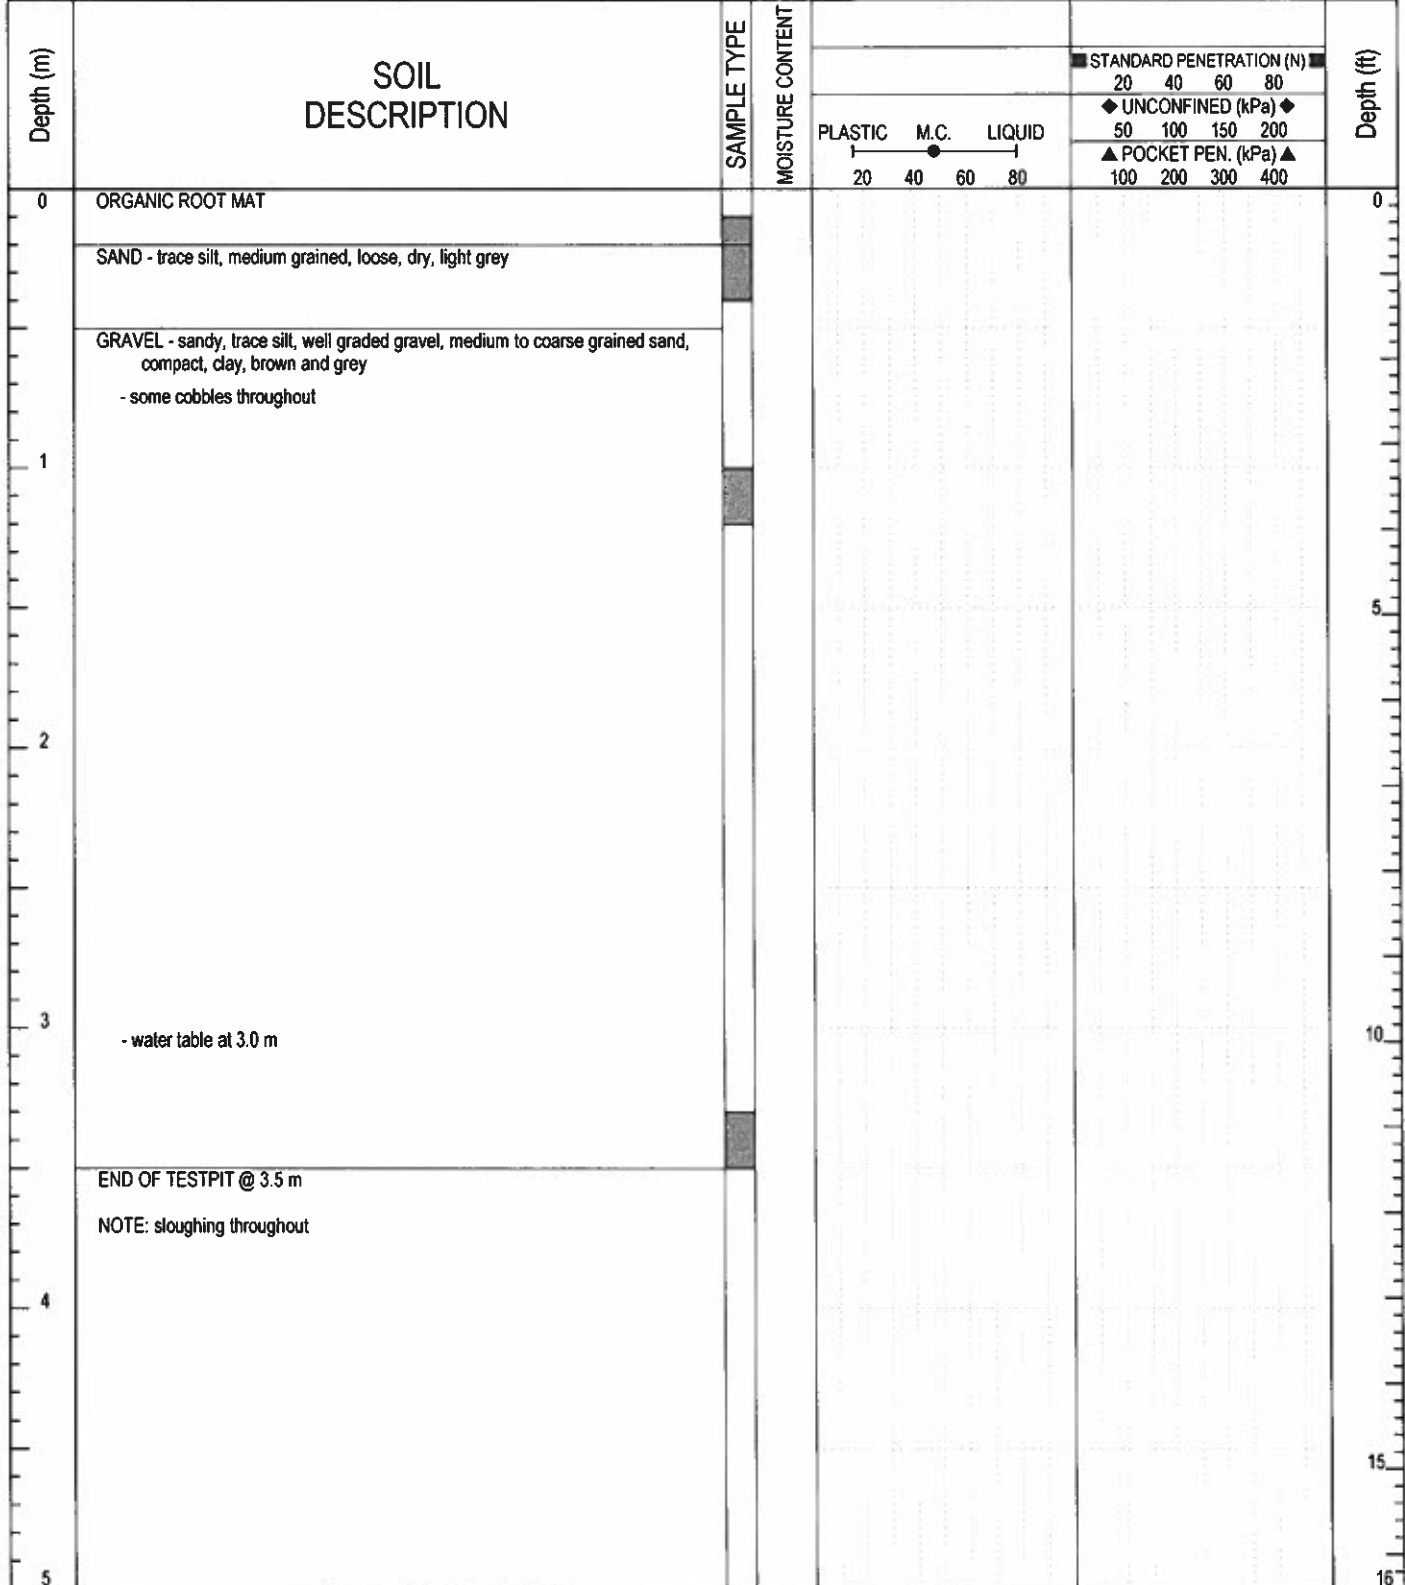 Depth (m)
SOIL
DESCRIPTION
SAMPLE TYPE
MOISTURE CONTENT
PLASTIC M.C. LIQUID
20 40 60 80
STANDARD PENETRATION (N)
20 40 60 80
◆ UNCONFINED (kPa) ◆
50 100 150 200
▲ POCKET PEN. (kPa) ▲
100 200 300 400
Depth (ft)
0
ORGANIC ROOT MAT
0
SAND - trace silt, medium grained, loose, dry, light grey
GRAVEL - sandy, trace silt, well graded gravel, medium to coarse grained sand,
compact, clay, brown and grey
- some cobbles throughout
1
5
2
3
- water table at 3.0 m
10
END OF TESTPIT @ 3.5 m
NOTE: sloughing throughout
4
15
5
16